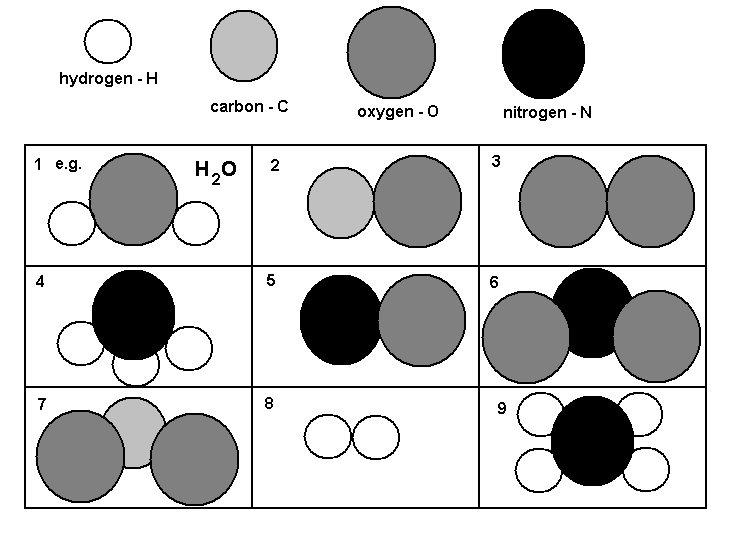 hydrogen - H
carbon - C
oxygen - O
nitrogen - N
1 e.g. H₂O
2
3
4
5
6
7
8
9